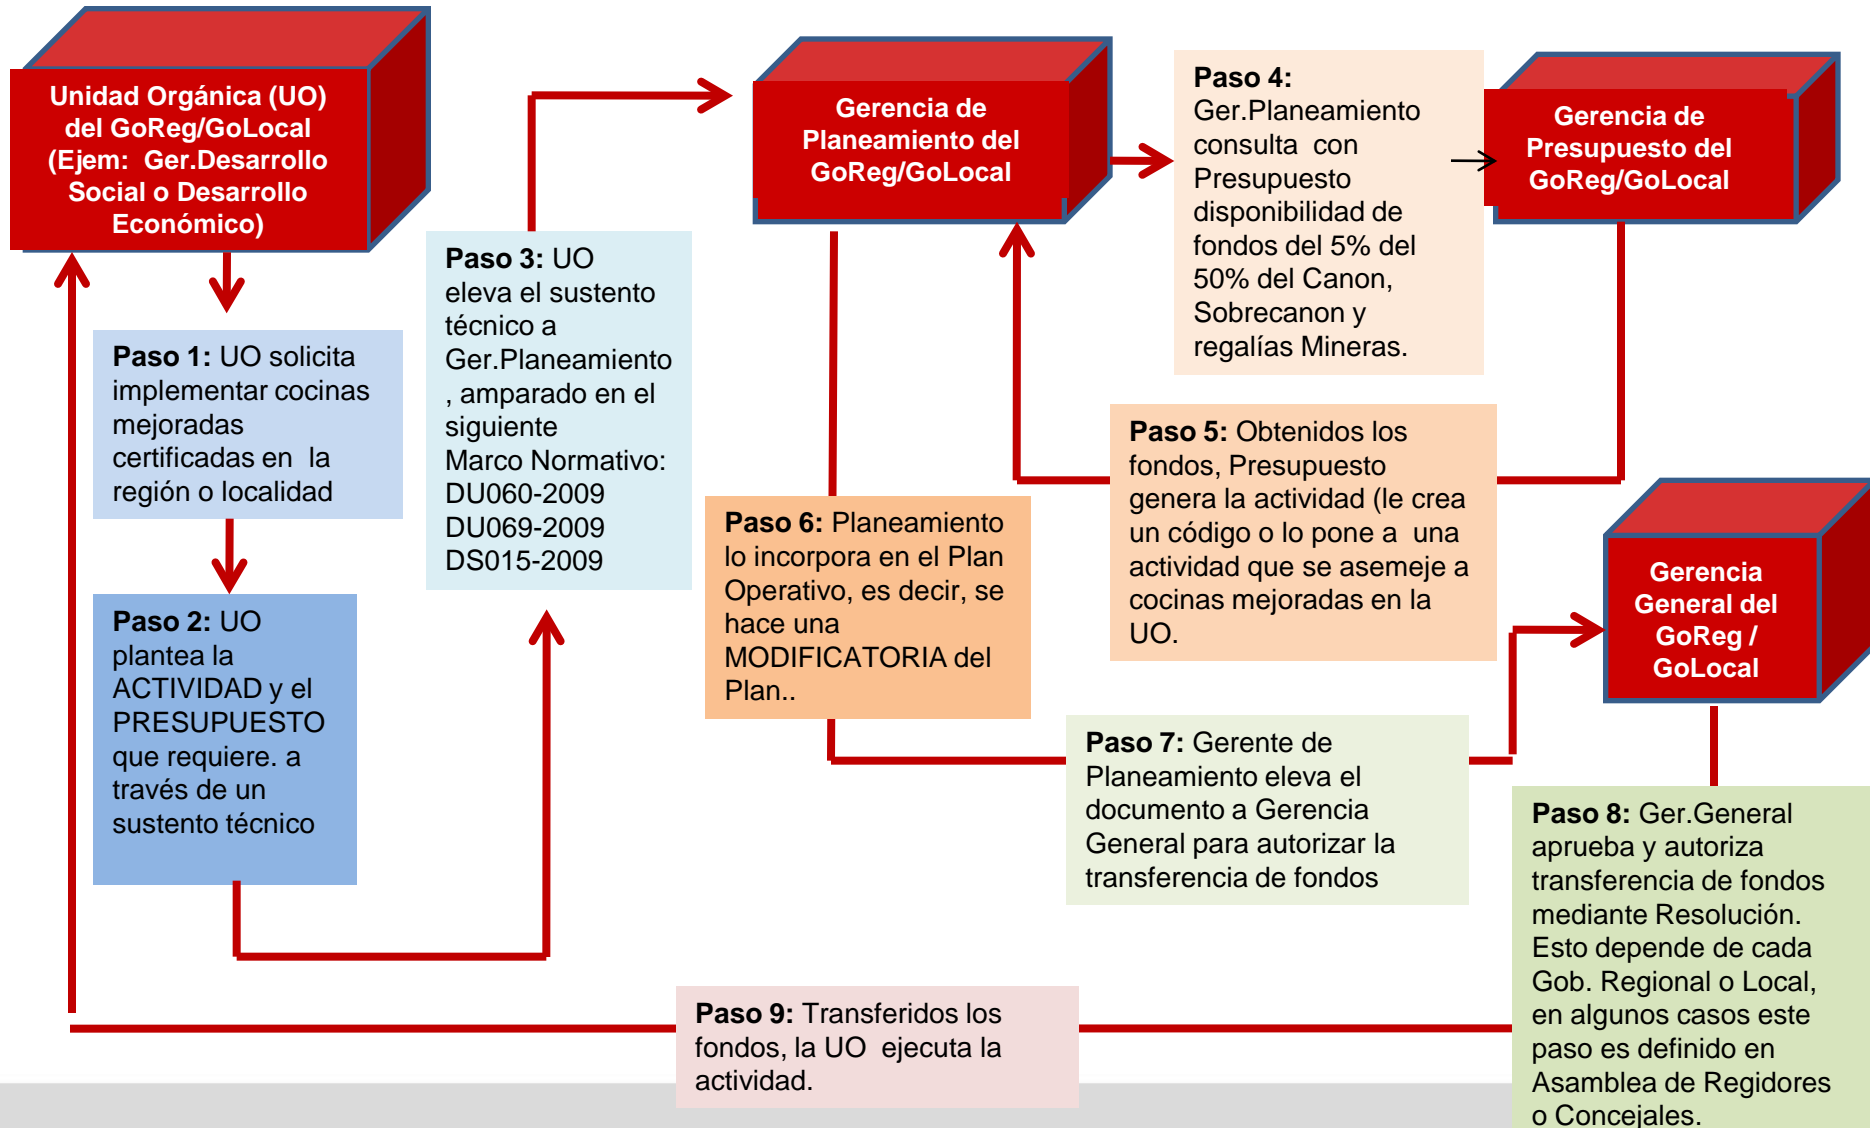 Unidad Orgánica (UO)
del GoReg/GoLocal
(Ejem:  Ger.Desarrollo
Social o Desarrollo
Económico)
Paso 1: UO solicita
implementar cocinas
mejoradas
certificadas en  la
región o localidad
Paso 2: UO
plantea la
ACTIVIDAD y el
PRESUPUESTO
que requiere. a
través de un
sustento técnico
Paso 3: UO
eleva el sustento
técnico a
Ger.Planeamiento
, amparado en el
siguiente
Marco Normativo:
DU060-2009
DU069-2009
DS015-2009
Gerencia de
Planeamiento del
GoReg/GoLocal
Paso 4:
Ger.Planeamiento
consulta  con
Presupuesto
disponibilidad de
fondos del 5% del
50% del Canon,
Sobrecanon y
regalías Mineras.
Gerencia de
Presupuesto del
GoReg/GoLocal
Paso 5: Obtenidos los
fondos, Presupuesto
genera la actividad (le crea
un código o lo pone a  una
actividad que se asemeje a
cocinas mejoradas en la
UO.
Paso 6: Planeamiento
lo incorpora en el Plan
Operativo, es decir, se
hace una
MODIFICATORIA del
Plan..
Paso 7: Gerente de
Planeamiento eleva el
documento a Gerencia
General para autorizar la
transferencia de fondos
Gerencia
General del
GoReg /
GoLocal
Paso 8: Ger.General
aprueba y autoriza
transferencia de fondos
mediante Resolución.
Esto depende de cada
Gob. Regional o Local,
en algunos casos este
paso es definido en
Asamblea de Regidores
o Concejales.
Paso 9: Transferidos los
fondos, la UO  ejecuta la
actividad.